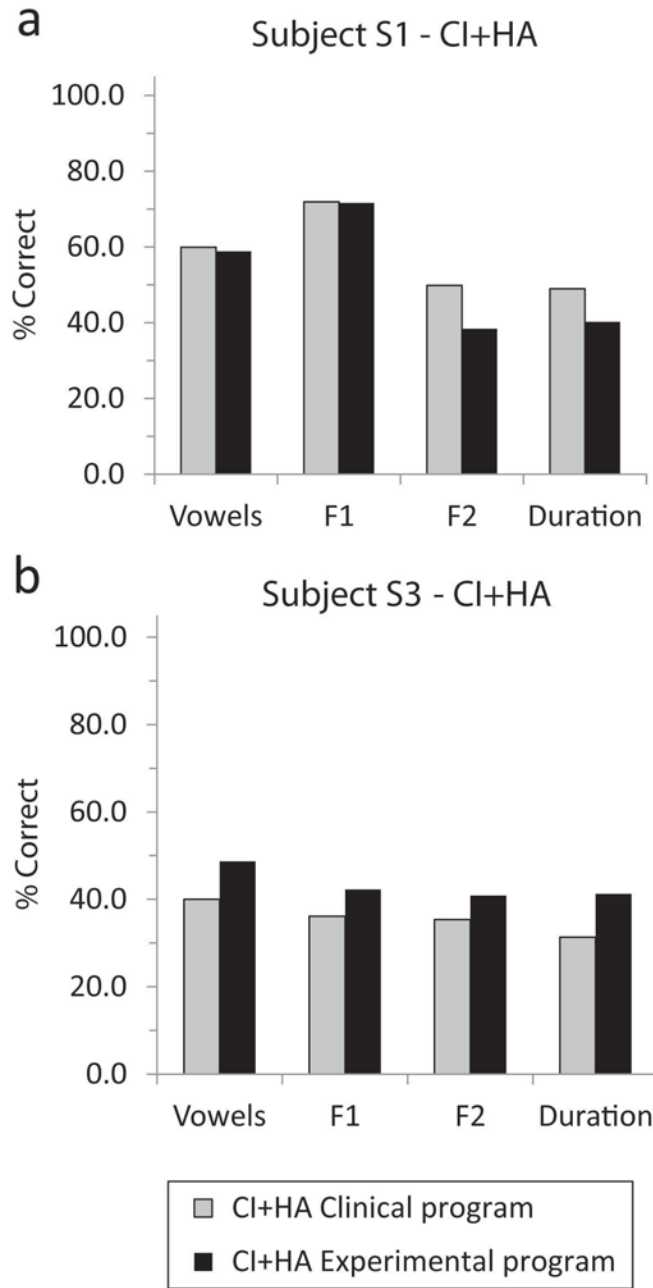 a
Subject S1 - CI+HA
100.0
80.0
60.0
40.0
20.0
0.0
% Correct
Vowels F1 F2 Duration
b
Subject S3 - CI+HA
100.0
80.0
60.0
40.0
20.0
0.0
% Correct
Vowels F1 F2 Duration
CI+HA Clinical program
CI+HA Experimental program